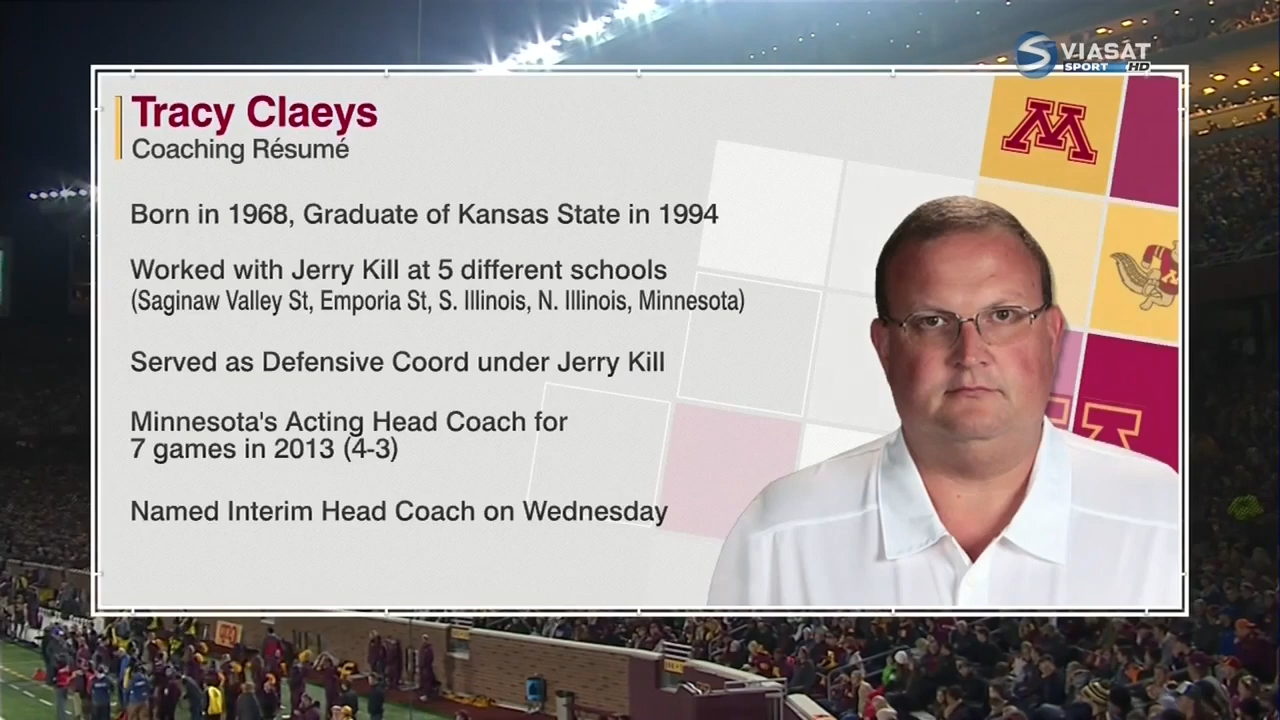 VIASAT
SPORT HD
Tracy Claeys
Coaching Résumé
M
Born in 1968, Graduate of Kansas State in 1994
Worked with Jerry Kill at 5 different schools
(Saginaw Valley St, Emporia St, S. Illinois, N. Illinois, Minnesota)
Served as Defensive Coord under Jerry Kill
Minnesota's Acting Head Coach for
7 games in 2013 (4-3)
Named Interim Head Coach on Wednesday